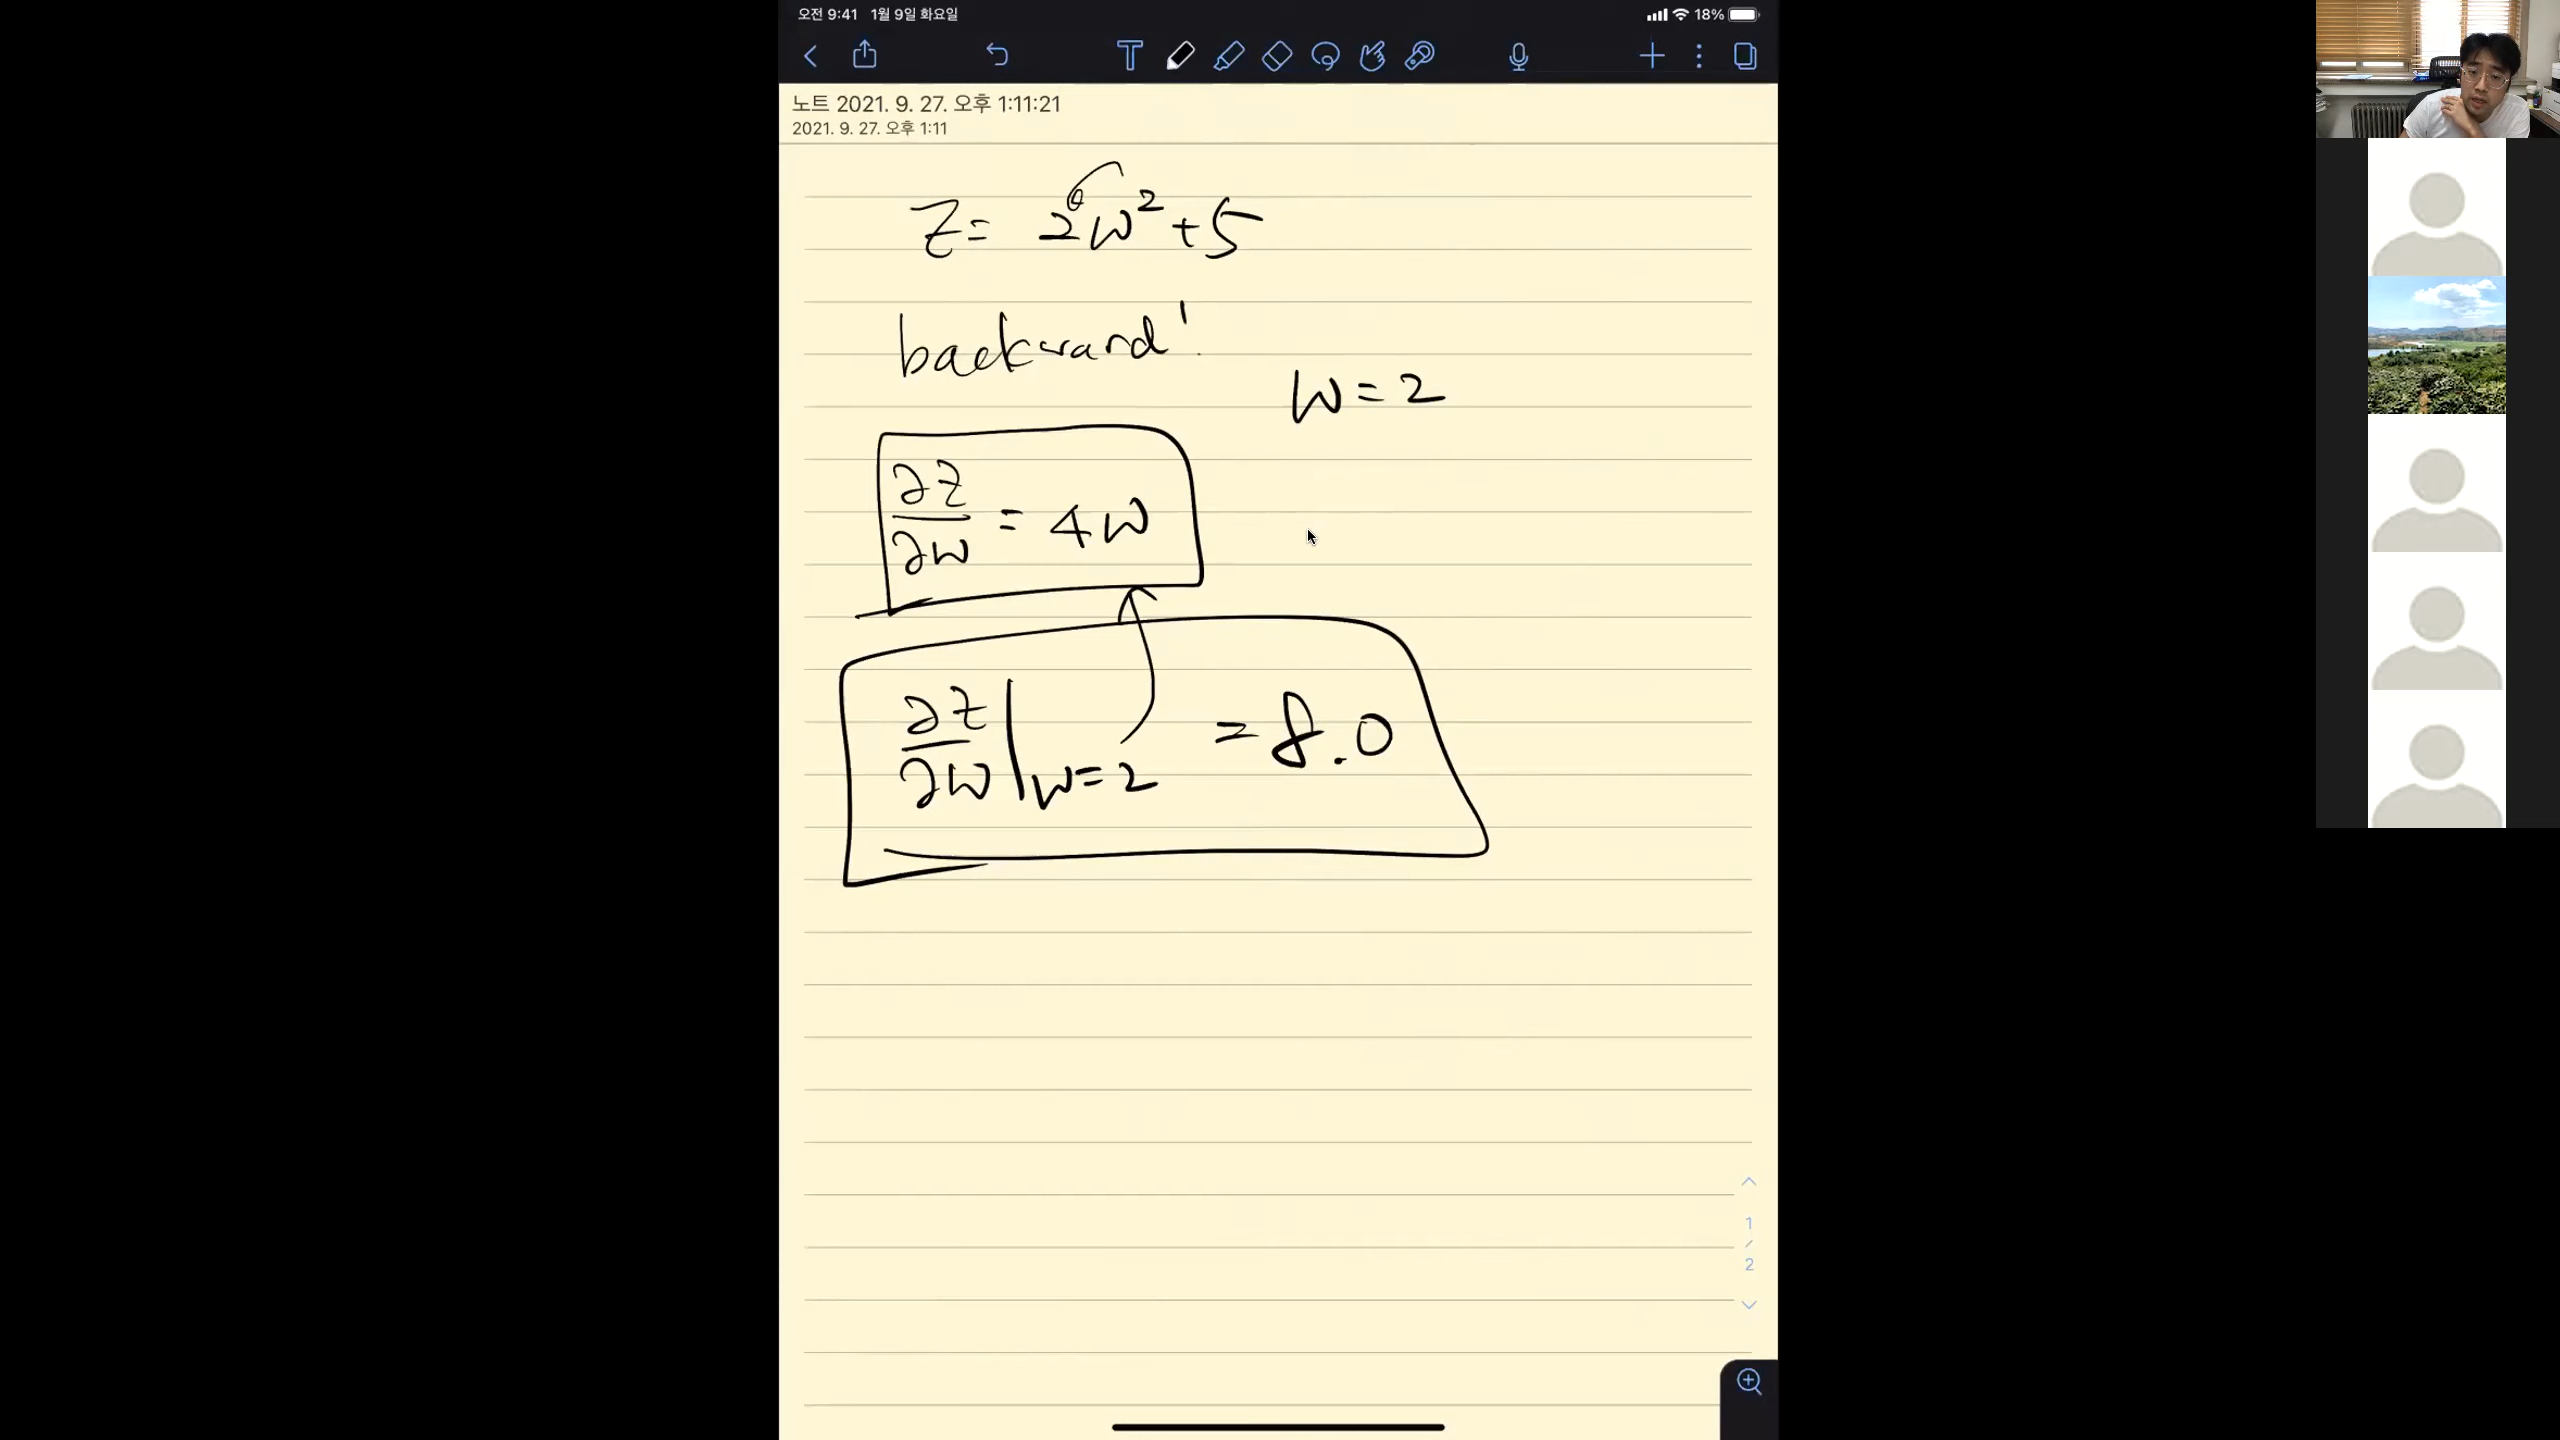 오전 9:41 1월 9일 화요일 18%
노트 2021. 9. 27. 오후 1:11:21
2021. 9. 27. 오후 1:11
Z= 2w² +5
backward!
W=2
∂Z/∂w = 4w
∂Z/∂w|w=2 = 8.0
1
/
2